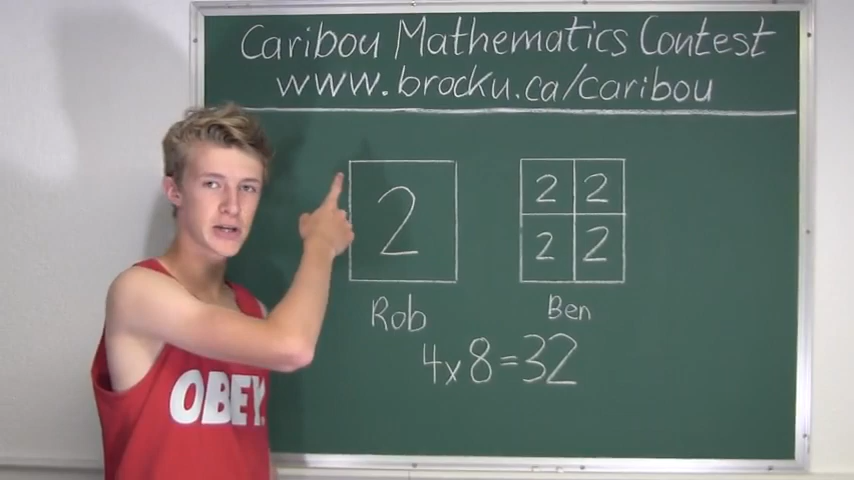 Caribou Mathematics Contest
www.brocku.ca/caribou
2
2 2
2 2
Rob
Ben
4x8=32
OBEY.